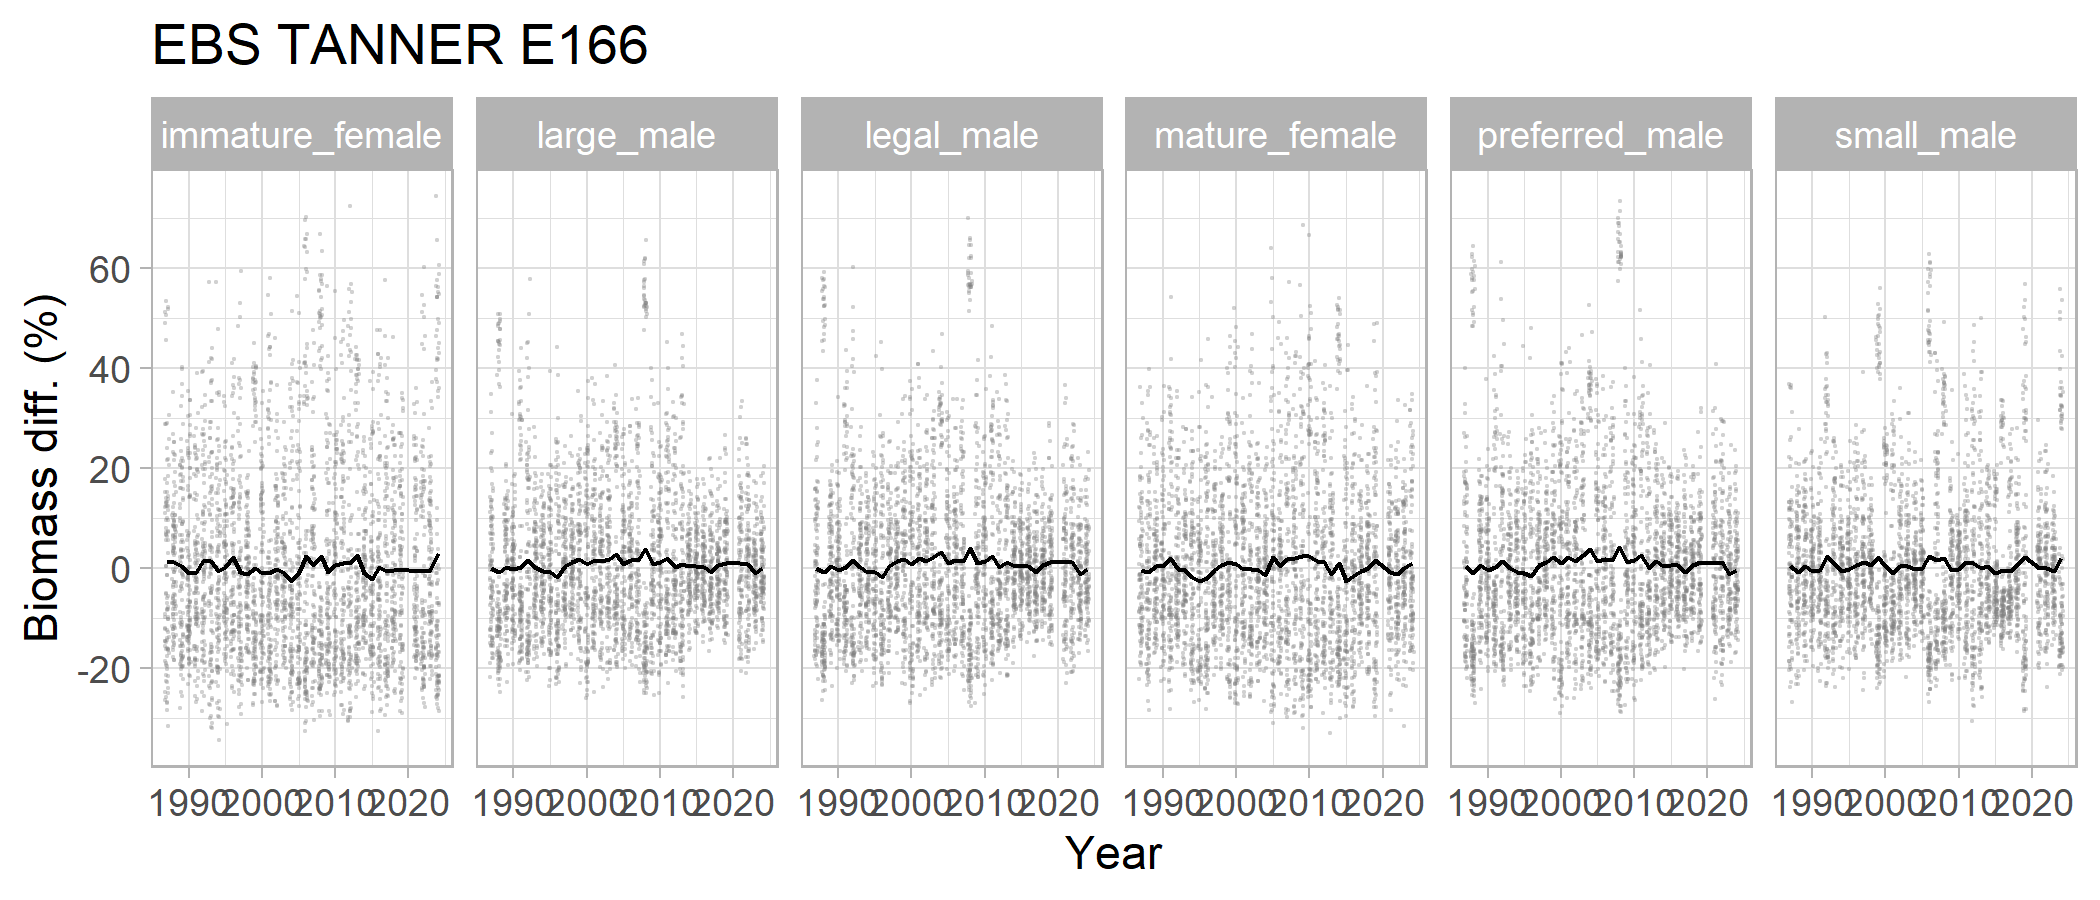 EBS TANNER E166
immature_female large_male legal_male mature_female preferred_male small_male
Biomass diff. (%)
60
40
20
0
-20
1990 2000 2010 2020 1990 2000 2010 2020 1990 2000 2010 2020 1990 2000 2010 2020 1990 2000 2010 2020 1990 2000 2010 2020
Year